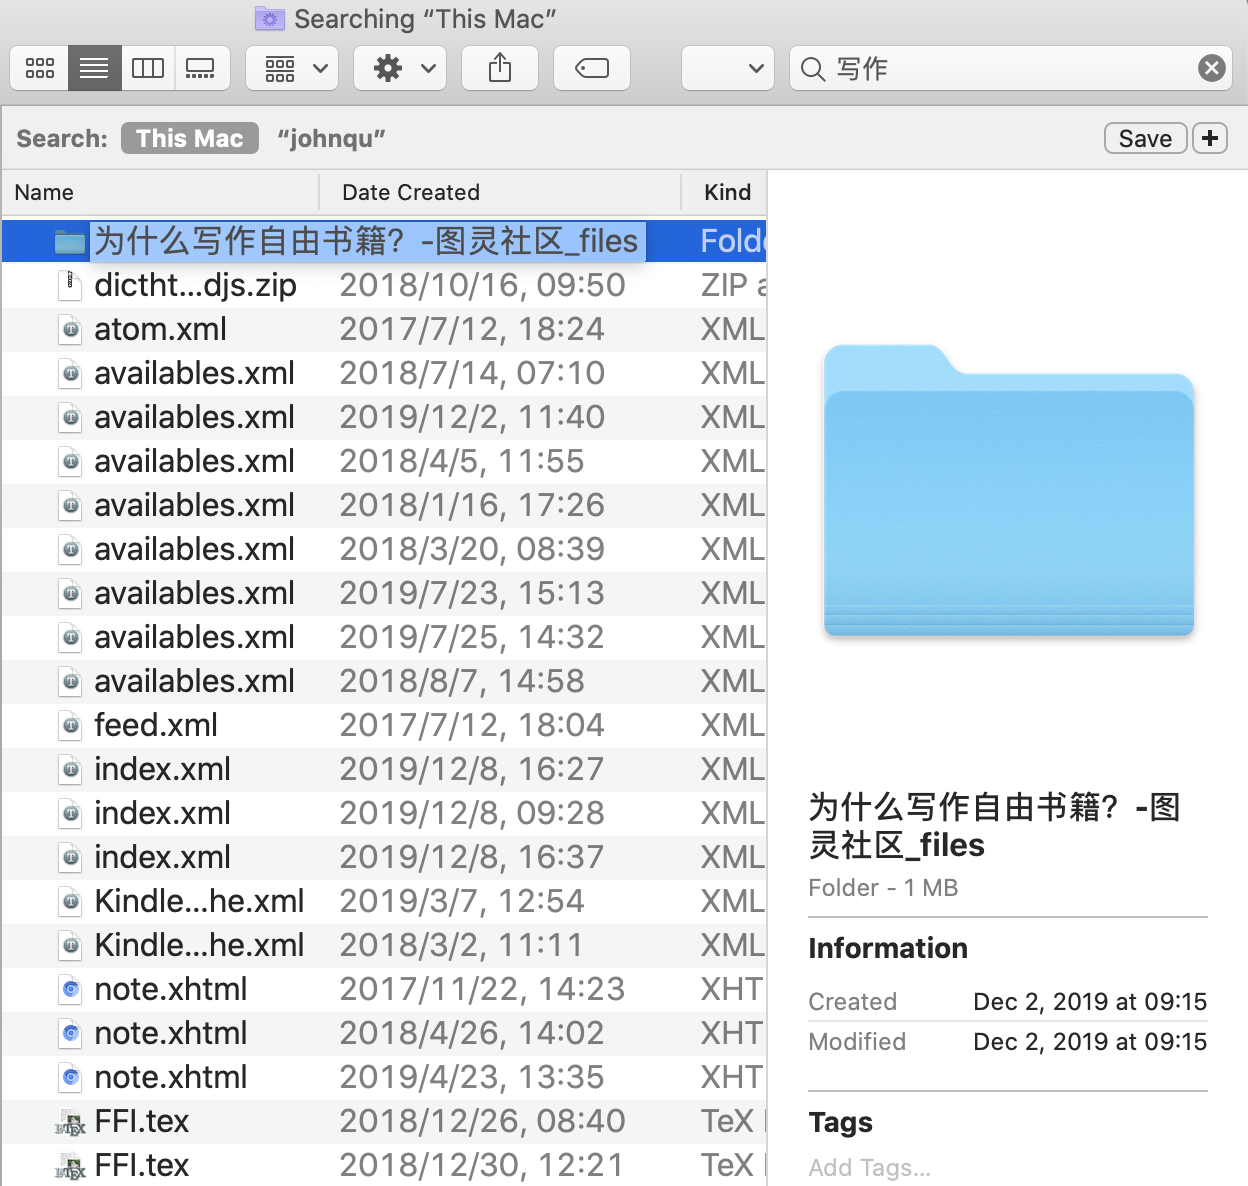 Searching “This Mac”
写作
Search: This Mac “johnqu” Save +
Name Date Created Kind
为什么写作自由书籍？-图灵社区_files Fold
dictht...djs.zip 2018/10/16, 09:50 ZIP a
atom.xml 2017/7/12, 18:24 XML
availables.xml 2018/7/14, 07:10 XML
availables.xml 2019/12/2, 11:40 XML
availables.xml 2018/4/5, 11:55 XML
availables.xml 2018/1/16, 17:26 XML
availables.xml 2018/3/20, 08:39 XML
availables.xml 2019/7/23, 15:13 XML
availables.xml 2019/7/25, 14:32 XML
availables.xml 2018/8/7, 14:58 XML
feed.xml 2017/7/12, 18:04 XML
index.xml 2019/12/8, 16:27 XML
index.xml 2019/12/8, 09:28 XML
index.xml 2019/12/8, 16:37 XML
Kindle...he.xml 2019/3/7, 12:54 XML
Kindle...he.xml 2018/3/2, 11:11 XML
note.xhtml 2017/11/22, 14:23 XHT
note.xhtml 2018/4/26, 14:02 XHT
note.xhtml 2019/4/23, 13:35 XHT
FFI.tex 2018/12/26, 08:40 TeX
FFI.tex 2018/12/30, 12:21 TeX
为什么写作自由书籍？-图
灵社区_files
Folder - 1 MB
Information
Created Dec 2, 2019 at 09:15
Modified Dec 2, 2019 at 09:15
Tags
Add Tags...